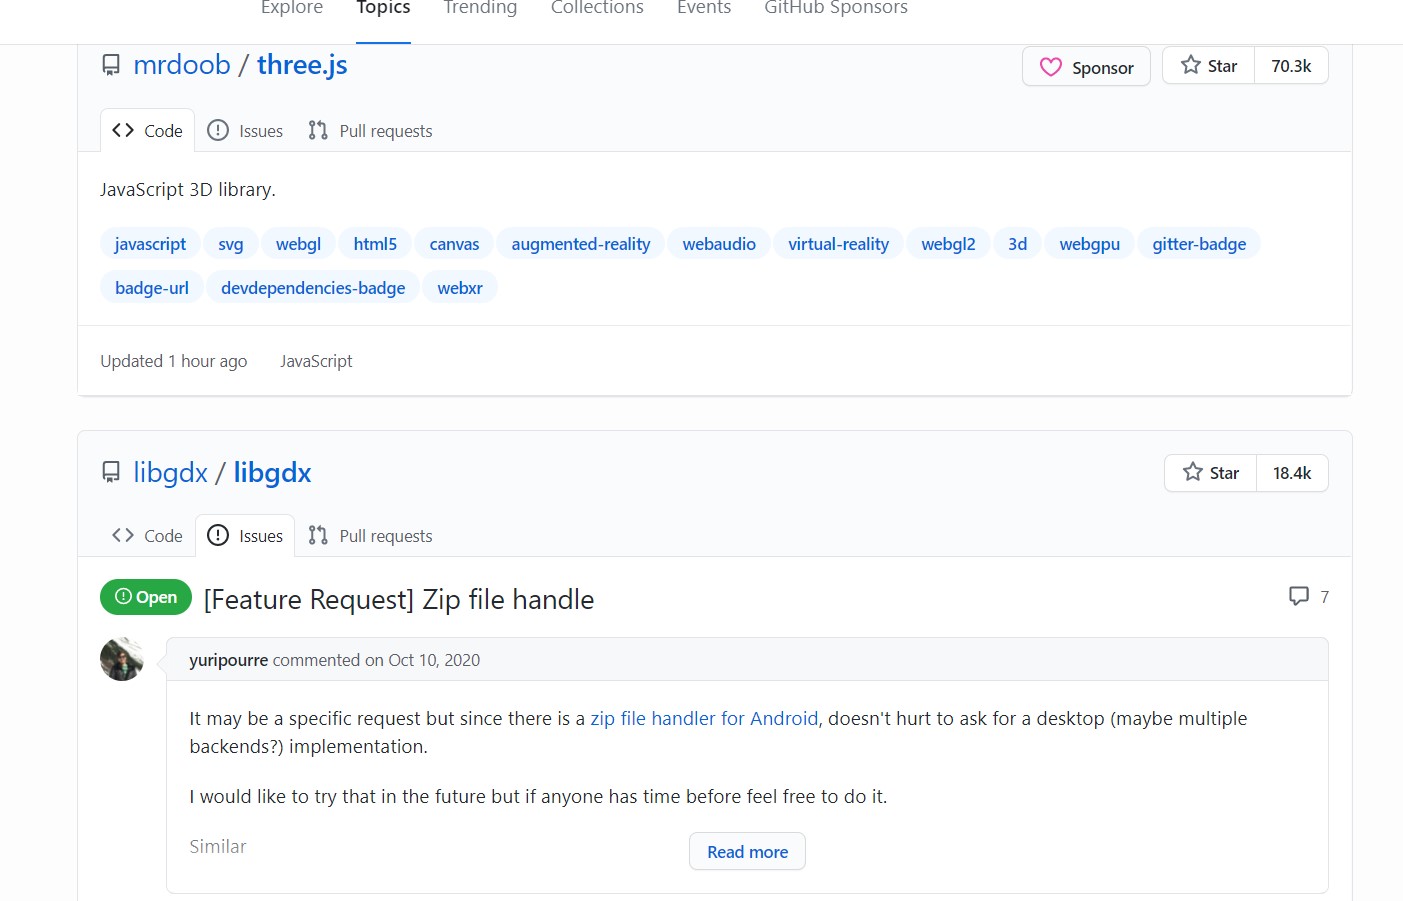 Explore Topics Trending Collections Events GitHub Sponsors
mrdoob / three.js Sponsor Star 70.3k
Code Issues Pull requests
JavaScript 3D library.
javascript svg webgl html5 canvas augmented-reality webaudio virtual-reality webgl2 3d webgpu gitter-badge
badge-url devdependencies-badge webxr
Updated 1 hour ago JavaScript
libgdx / libgdx Star 18.4k
Code Issues Pull requests
Open [Feature Request] Zip file handle 7
yuripourre commented on Oct 10, 2020
It may be a specific request but since there is a zip file handler for Android, doesn't hurt to ask for a desktop (maybe multiple
backends?) implementation.
I would like to try that in the future but if anyone has time before feel free to do it.
Similar
Read more